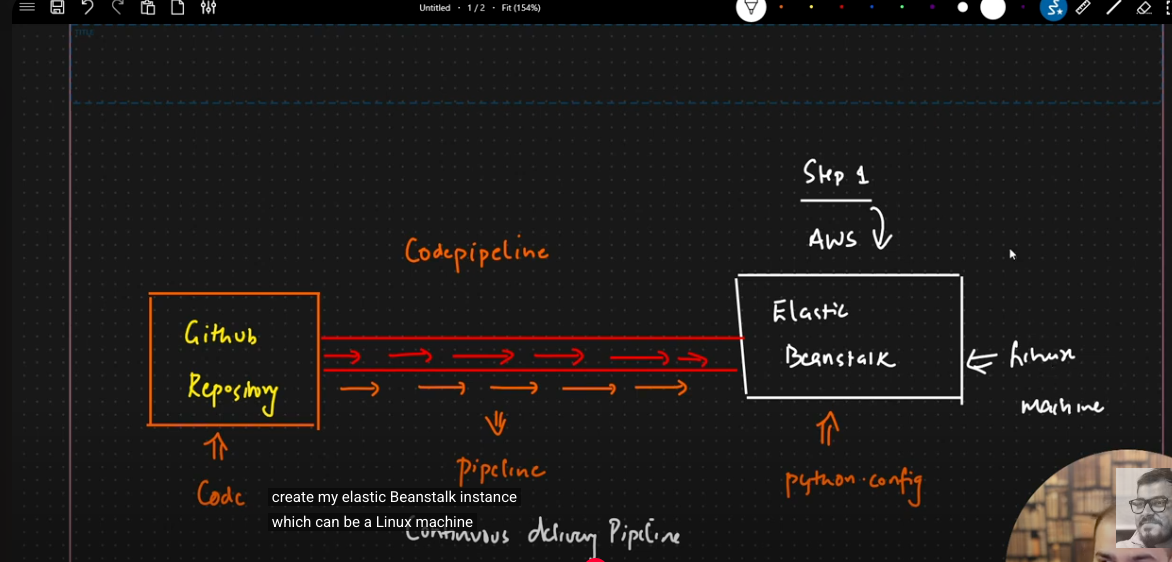 Untitled • 1 / 2 • Fit (154%)
Step 1
AWS
Codepipeline
Elastic
Beanstalk
Github
Repository
Linux
machine
Pipeline
python.config
Code
create my elastic Beanstalk instance
which can be a Linux machine
Continuous delivery Pipeline